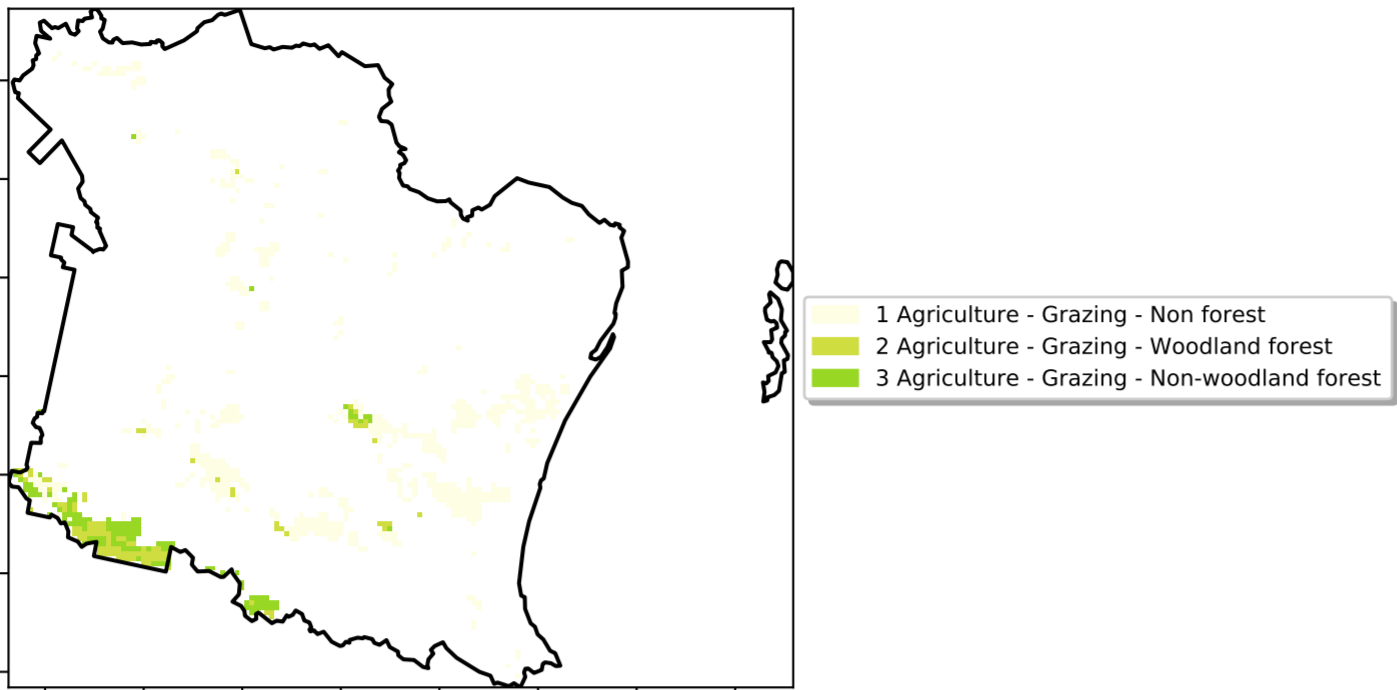 1 Agriculture - Grazing - Non forest
2 Agriculture - Grazing - Woodland forest
3 Agriculture - Grazing - Non-woodland forest